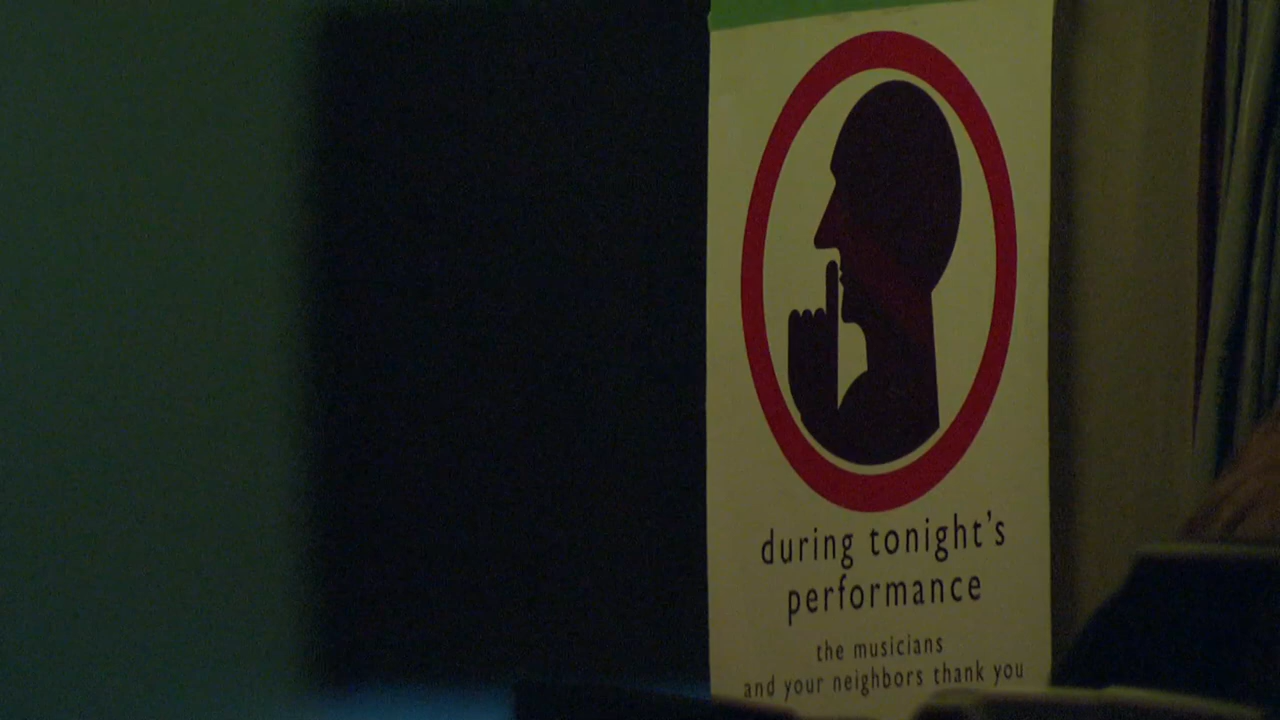 during tonight's
performance
the musicians
and your neighbors thank you